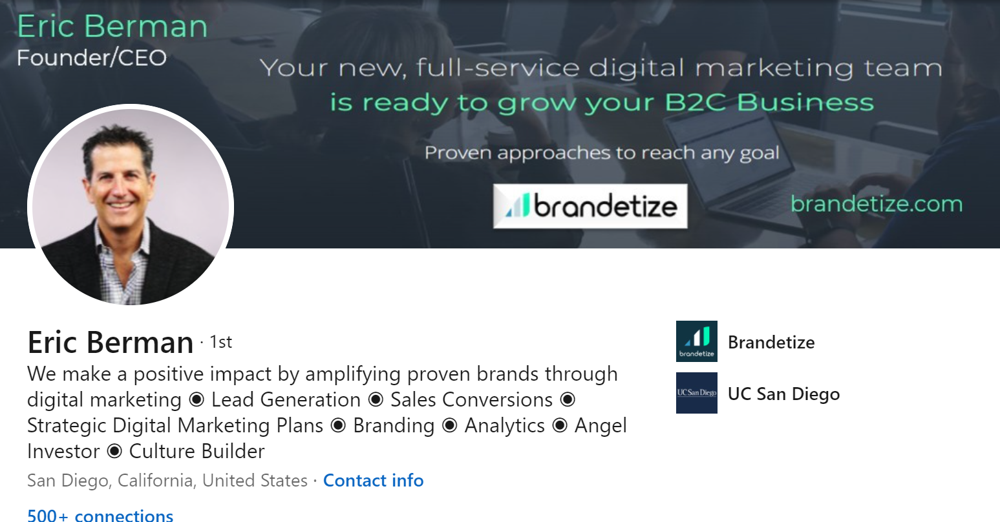 Eric Berman
Founder/CEO
Your new, full-service digital marketing team
is ready to grow your B2C Business
Proven approaches to reach any goal
brandetize
brandetize.com
Eric Berman · 1st
We make a positive impact by amplifying proven brands through
digital marketing ◉ Lead Generation ◉ Sales Conversions ◉
Strategic Digital Marketing Plans ◉ Branding ◉ Analytics ◉ Angel
Investor ◉ Culture Builder
San Diego, California, United States · Contact info
500+ connections
brandetize
Brandetize
UC San Diego
UC San Diego